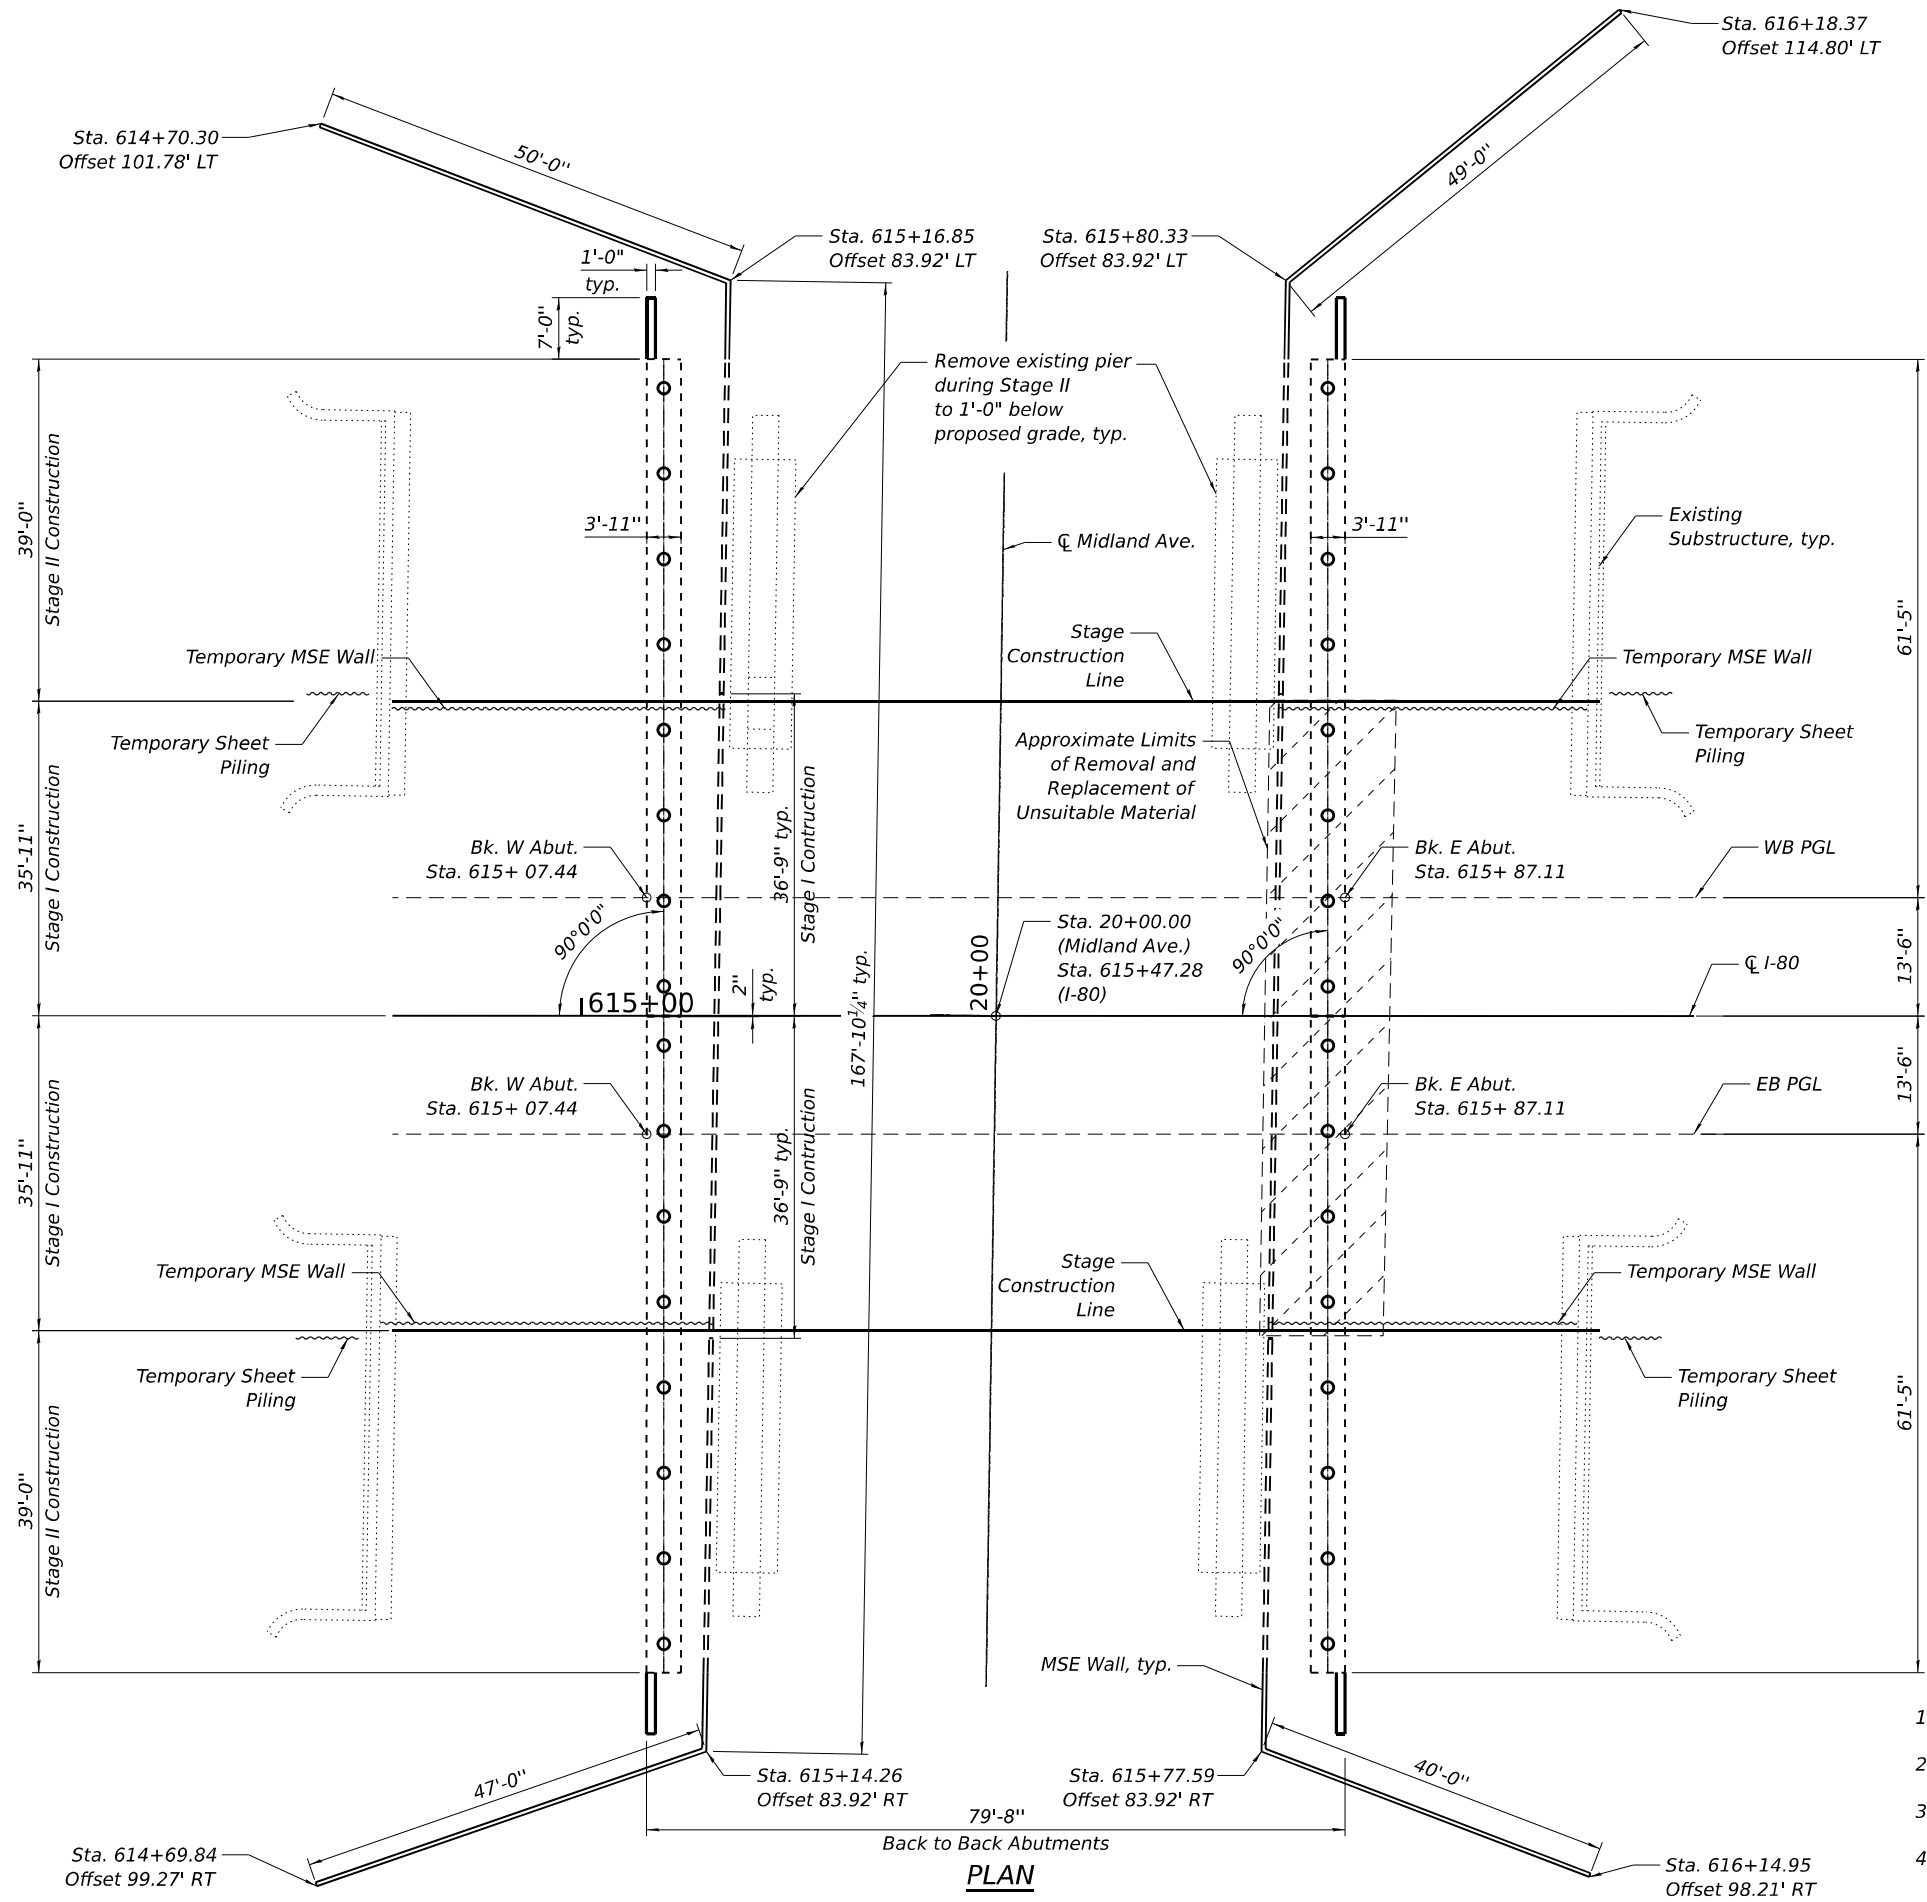 Sta. 616+18.37
Offset 114.80' LT
Sta. 614+70.30
Offset 101.78' LT
50'-0"
49'-0"
Sta. 615+16.85
Offset 83.92' LT
Sta. 615+80.33
Offset 83.92' LT
1'-0"
typ.
7'-0"
typ.
Remove existing pier
during Stage II
to 1'-0" below
proposed grade, typ.
39'-0"
Stage II Construction
3'-11"
3'-11"
℄ Midland Ave.
Existing
Substructure, typ.
61'-5"
Stage
Construction
Line
Temporary MSE Wall
Temporary MSE Wall
Temporary Sheet
Piling
Temporary Sheet
Piling
Approximate Limits
of Removal and
Replacement of
Unsuitable Material
35'-11"
Stage I Construction
36'-9" typ.
Stage I Contruction
Bk. W Abut.
Sta. 615+ 07.44
Bk. E Abut.
Sta. 615+ 87.11
WB PGL
90°0'0"
90°0'0"
Sta. 20+00.00
(Midland Ave.)
Sta. 615+47.28
(I-80)
20+00
13'-6"
℄ I-80
2"
typ.
615+00
167'-10¼" typ.
13'-6"
Bk. W Abut.
Sta. 615+ 07.44
Bk. E Abut.
Sta. 615+ 87.11
EB PGL
35'-11"
Stage I Construction
36'-9" typ.
Stage I Contruction
Stage
Construction
Line
Temporary MSE Wall
Temporary MSE Wall
Temporary Sheet
Piling
Temporary Sheet
Piling
61'-5"
39'-0"
Stage II Construction
MSE Wall, typ.
1
2
3
4
47'-0"
40'-0"
Sta. 615+14.26
Offset 83.92' RT
Sta. 615+77.59
Offset 83.92' RT
79'-8"
Back to Back Abutments
Sta. 614+69.84
Offset 99.27' RT
Sta. 616+14.95
Offset 98.21' RT
PLAN